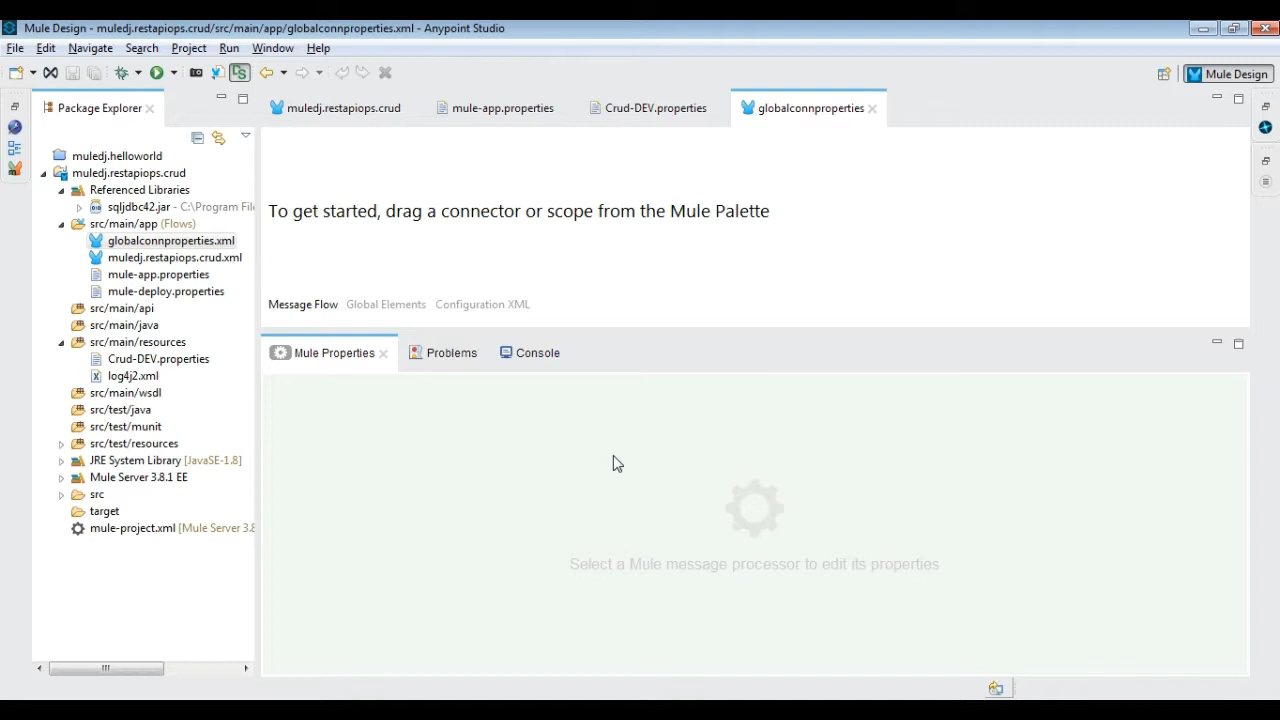 Mule Design - muledj.restapiops.crud/src/main/app/globalconnproperties.xml - Anypoint Studio
File Edit Navigate Search Project Run Window Help
Mule Design
Package Explorer
muledj.restapiops.crud mule-app.properties Crud-DEV.properties globalconnproperties
muledj.helloworld
muledj.restapiops.crud
Referenced Libraries
sqljdbc42.jar - C:\Program File
src/main/app (Flows)
globalconnproperties.xml
muledj.restapiops.crud.xml
mule-app.properties
mule-deploy.properties
src/main/api
src/main/java
src/main/resources
Crud-DEV.properties
log4j2.xml
src/main/wsdl
src/test/java
src/test/munit
src/test/resources
JRE System Library [JavaSE-1.8]
Mule Server 3.8.1 EE
src
target
mule-project.xml [Mule Server 3.8
To get started, drag a connector or scope from the Mule Palette
Message Flow Global Elements Configuration XML
Mule Properties Problems Console
Select a Mule message processor to edit its properties